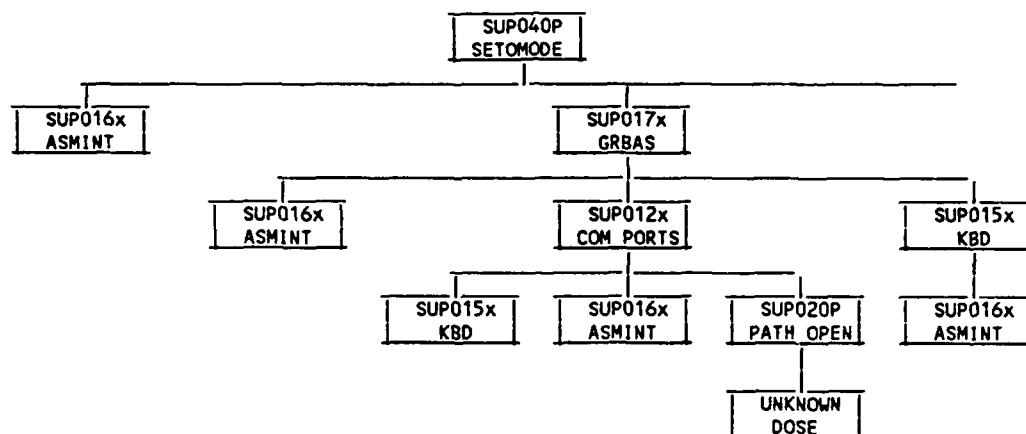 SUP040P
SETOMODE
SUP016x
ASMINT
SUP017x
GRBAS
SUP016x
ASMINT
SUP012x
COM PORTS
SUP015x
KBD
SUP015x
KBD
SUP016x
ASMINT
SUP020P
PATH OPEN
SUP016x
ASMINT
UNKNOWN
DOSE